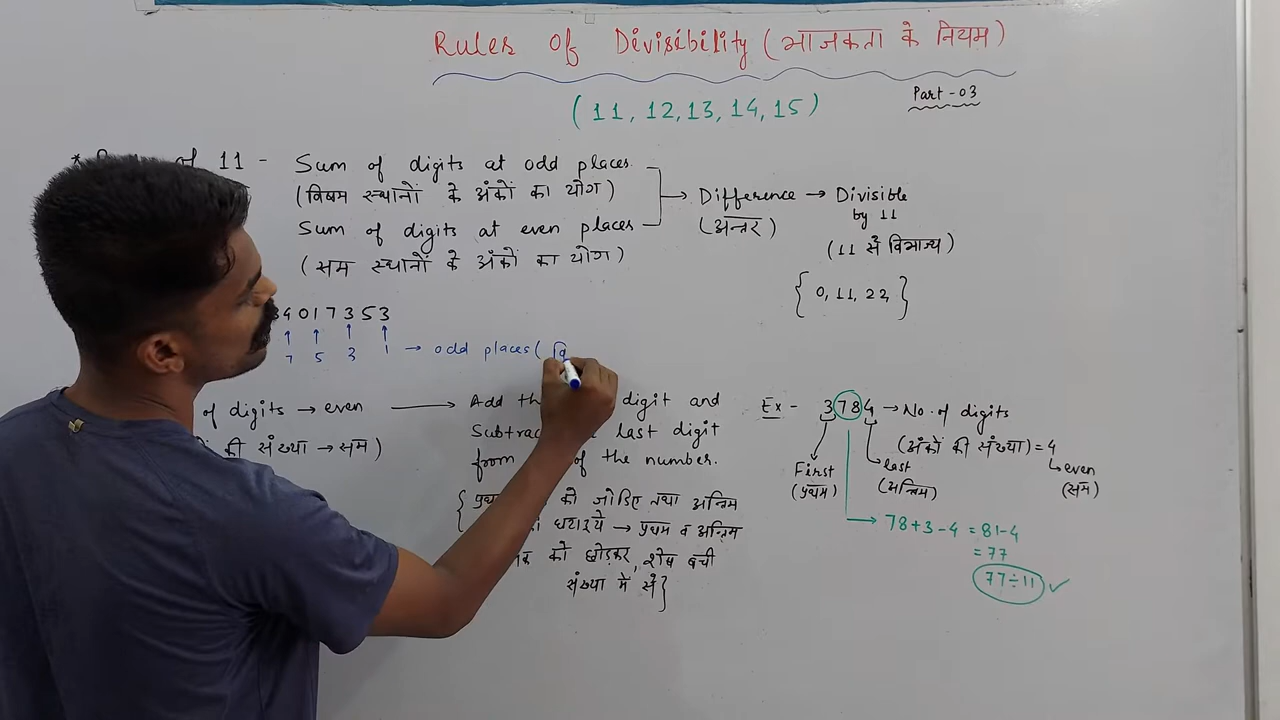 Rules Of Divisibility (भाजकता के नियम)
(11, 12, 13, 14, 15)
Part-03
of 11 - Sum of digits at odd places
(विषम स्थानों के अंकों का योग)
Sum of digits at even places
(सम स्थानों के अंकों का योग)
→ Difference → Divisible
by 11
(अन्तर)
(11 से विभाज्य)
{0, 11, 22}
34017353
7 5 3 1 → odd places( वि
of digits → even → Add the digit and
Subtract last digit
from of the number.
की संख्या → सम)
को जोडिए तथा अन्तिम
घटाइये → प्रथम व अन्तिम
को छोड़कर, शेष बची
संख्या में से}
Ex - 3784 → No. of digits
(अंकों की संख्या) = 4
even
(सम)
First
(प्रथम)
last
(अन्तिम)
→ 78+3-4 = 81-4
= 77
77÷11 ✓